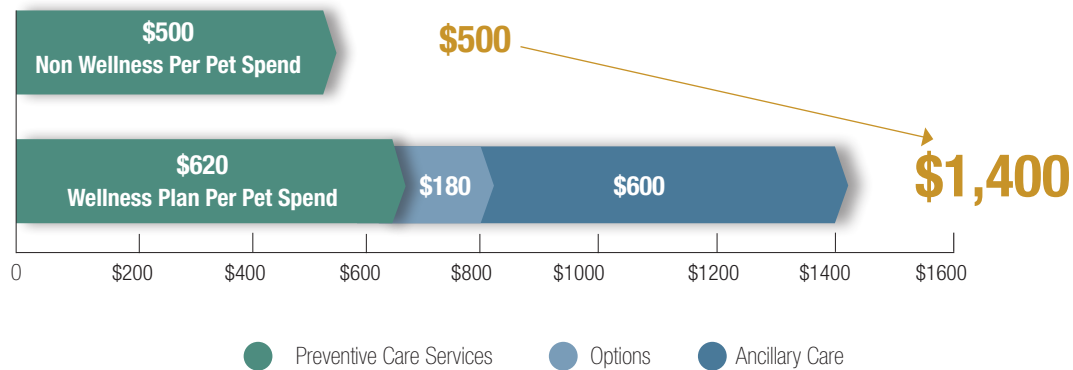 $500
Non Wellness Per Pet Spend
$500
$620
Wellness Plan Per Pet Spend
$180
$600
$1,400
0 $200 $400 $600 $800 $1000 $1200 $1400 $1600
Preventive Care Services Options Ancillary Care